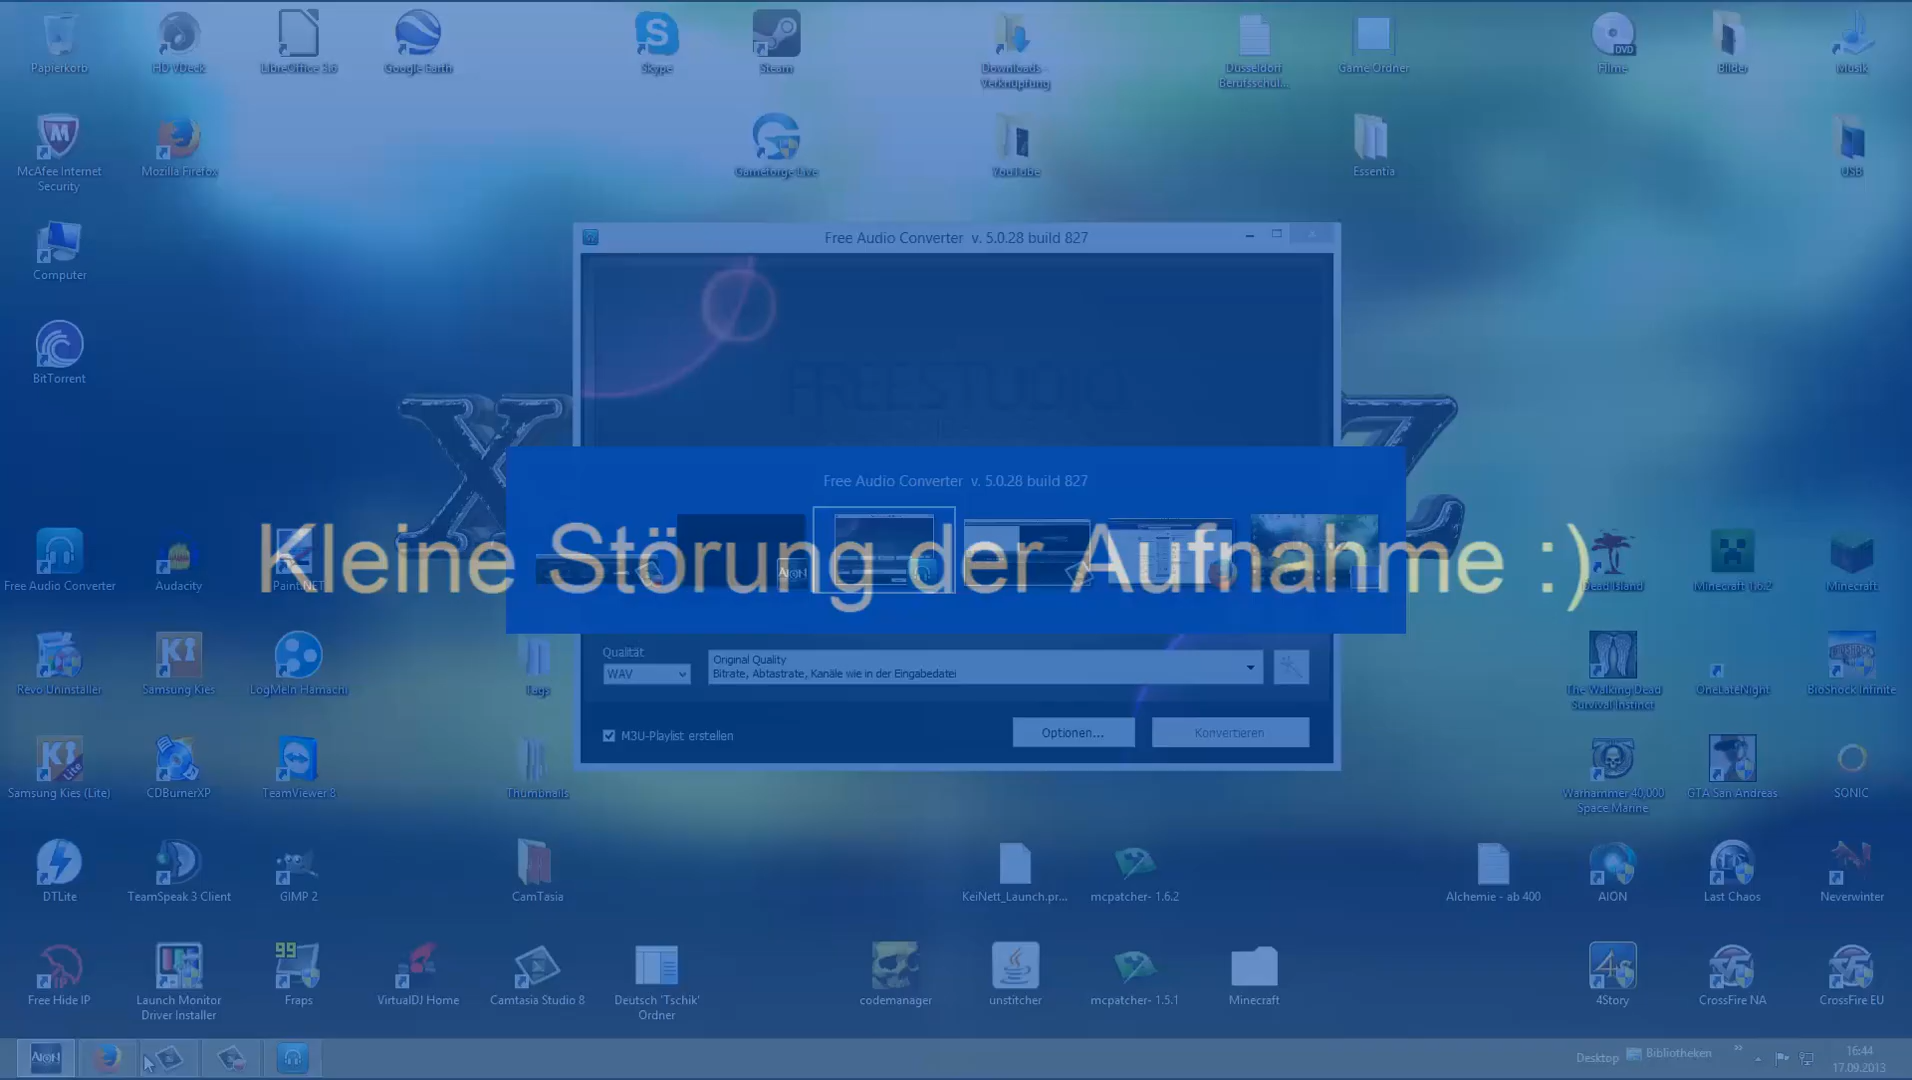 Papierkorb
HD VDeck
LibreOffice 3.6
Google Earth
Skype
Steam
Downloads - Verknüpfung
Düsseldorf Berufsschul...
Game Ordner
Filme
Bilder
Musik
McAfee Internet Security
Mozilla Firefox
Gameforge Live
YouTube
Essentia
USB
Computer
BitTorrent
Free Audio Converter v. 5.0.28 build 827
FREESTUDIO
Free Audio Converter v. 5.0.28 build 827
Kleine Störung der Aufnahme :)
Free Audio Converter
Audacity
Paint.NET
Dead Island
Minecraft 1.6.2
Minecraft
Qualität
WAV
Original Quality
Bitrate, Abtastrate, Kanäle wie in der Eingabedatei
M3U-Playlist erstellen
Optionen...
Konvertieren
Revo Uninstaller
Samsung Kies
LogMeIn Hamachi
Tags
The Walking Dead Survival Instinct
OneLateNight
BioShock Infinite
Samsung Kies (Lite)
CDBurnerXP
TeamViewer 8
Thumbnails
Warhammer 40,000 Space Marine
GTA San Andreas
SONIC
DTLite
TeamSpeak 3 Client
GIMP 2
CamTasia
KeiNett_Launch.pr...
mcpatcher- 1.6.2
Alchemie - ab 400
AION
Last Chaos
Neverwinter
Free Hide IP
Launch Monitor Driver Installer
99
Fraps
VirtualDJ Home
Camtasia Studio 8
Deutsch 'Tschik' Ordner
codemanager
unstitcher
mcpatcher- 1.5.1
Minecraft
4Story
CrossFire NA
CrossFire EU
AION
Desktop
Bibliotheken
16:44
17.09.2013